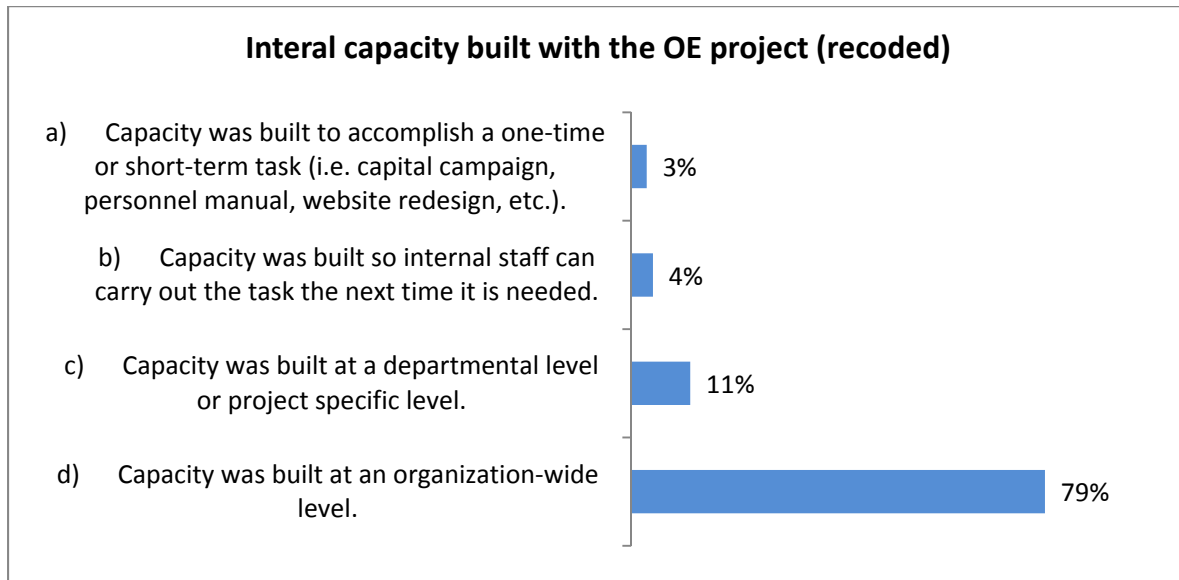 Interal capacity built with the OE project (recoded)
a) Capacity was built to accomplish a one-time
or short-term task (i.e. capital campaign,
personnel manual, website redesign, etc.).
3%
b) Capacity was built so internal staff can
carry out the task the next time it is needed.
4%
c) Capacity was built at a departmental level
or project specific level.
11%
d) Capacity was built at an organization-wide
level.
79%